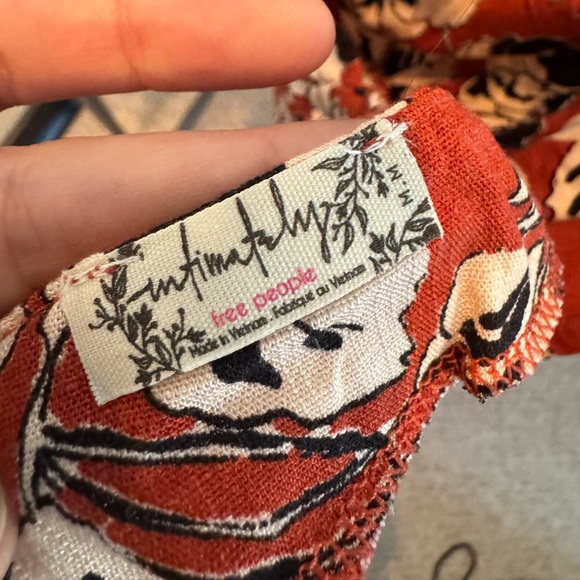 intimately
free people
Made in Vietnam. Fabriqué au Vietnam
M.M